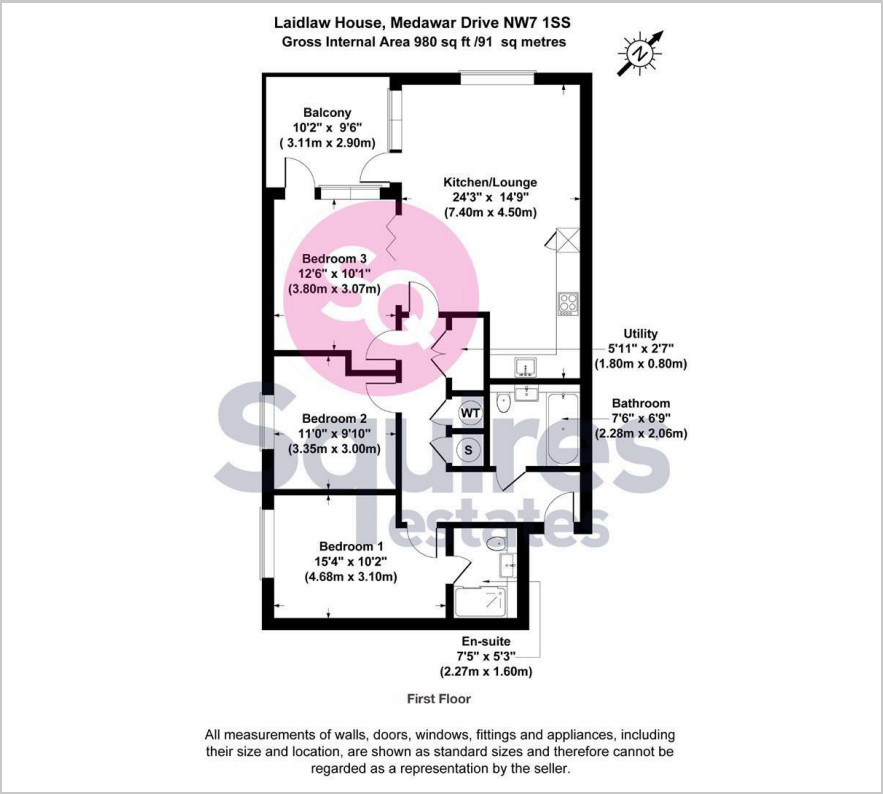 Laidlaw House, Medawar Drive NW7 1SS
Gross Internal Area 980 sq ft /91 sq metres
N
Balcony
10'2" x 9'6"
( 3.11m x 2.90m)
Kitchen/Lounge
24'3" x 14'9"
(7.40m x 4.50m)
Bedroom 3
12'6" x 10'1"
(3.80m x 3.07m)
SQ
Utility
5'11" x 2'7"
(1.80m x 0.80m)
Bathroom
7'6" x 6'9"
(2.28m x 2.06m)
WT
S
Bedroom 2
11'0" x 9'10"
(3.35m x 3.00m)
Squires
estates
Bedroom 1
15'4" x 10'2"
(4.68m x 3.10m)
En-suite
7'5" x 5'3"
(2.27m x 1.60m)
First Floor
All measurements of walls, doors, windows, fittings and appliances, including
their size and location, are shown as standard sizes and therefore cannot be
regarded as a representation by the seller.